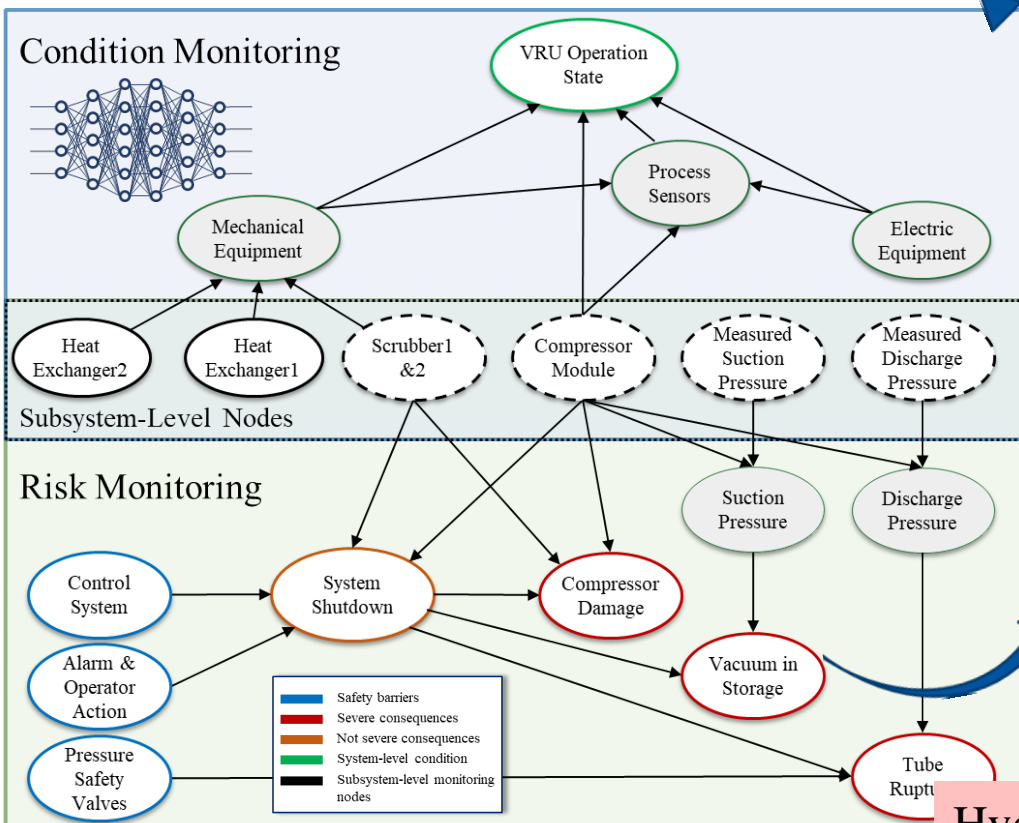 Condition Monitoring
VRU Operation
State
Process
Sensors
Mechanical
Equipment
Electric
Equipment
Heat
Exchanger2
Heat
Exchanger1
Scrubber1
&2
Compressor
Module
Measured
Suction
Pressure
Measured
Discharge
Pressure
Subsystem-Level Nodes
Risk Monitoring
Suction
Pressure
Discharge
Pressure
Control
System
System
Shutdown
Compressor
Damage
Alarm &
Operator
Action
Vacuum in
Storage
Pressure
Safety
Valves
Safety barriers
Severe consequences
Not severe consequences
System-level condition
Subsystem-level monitoring
nodes
Tube